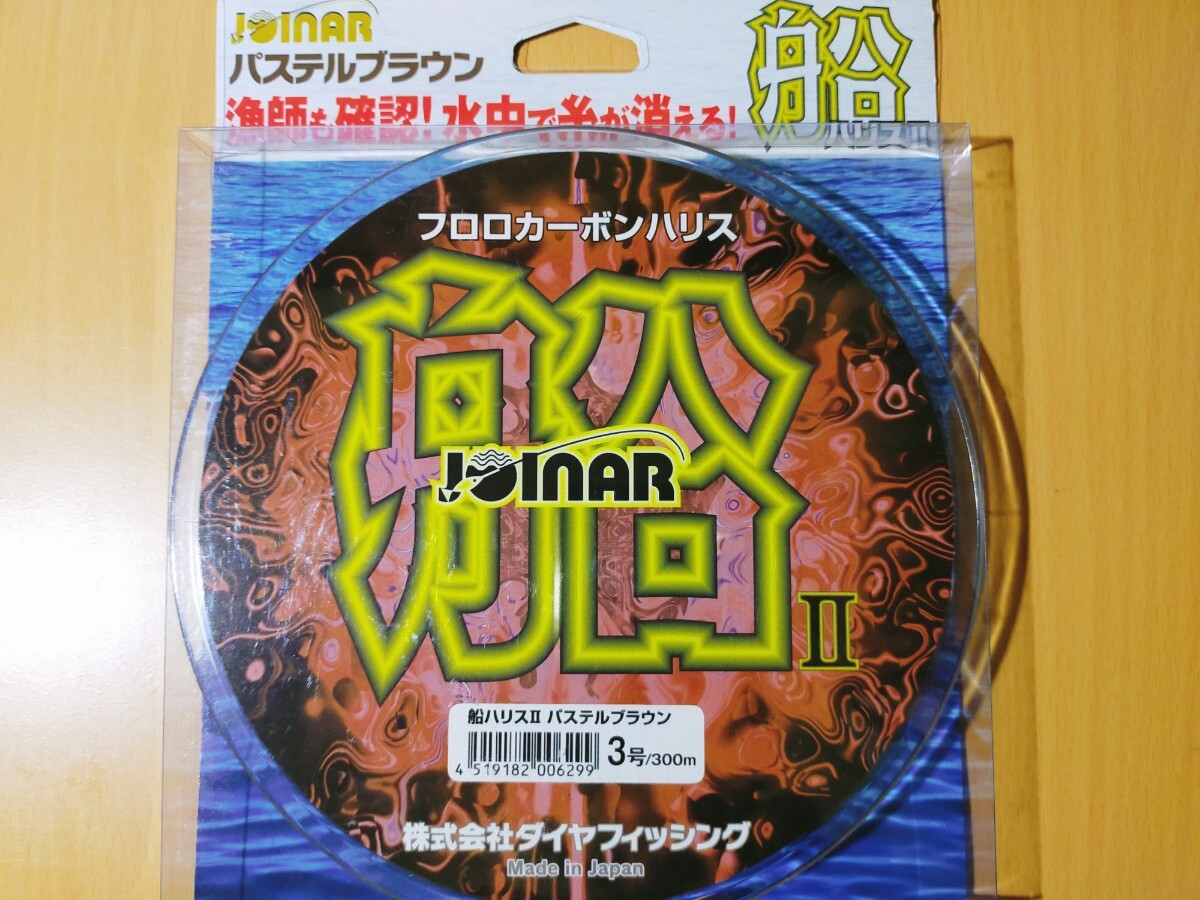 JOINAR
パステルブラウン
漁師も確認!水中で糸が消える!
船
ハリスII
フロロカーボンハリス
船
JOINAR
II
船ハリスII パステルブラウン
4 519182 006299
3号/300m
株式会社ダイヤフィッシング
Made in Japan